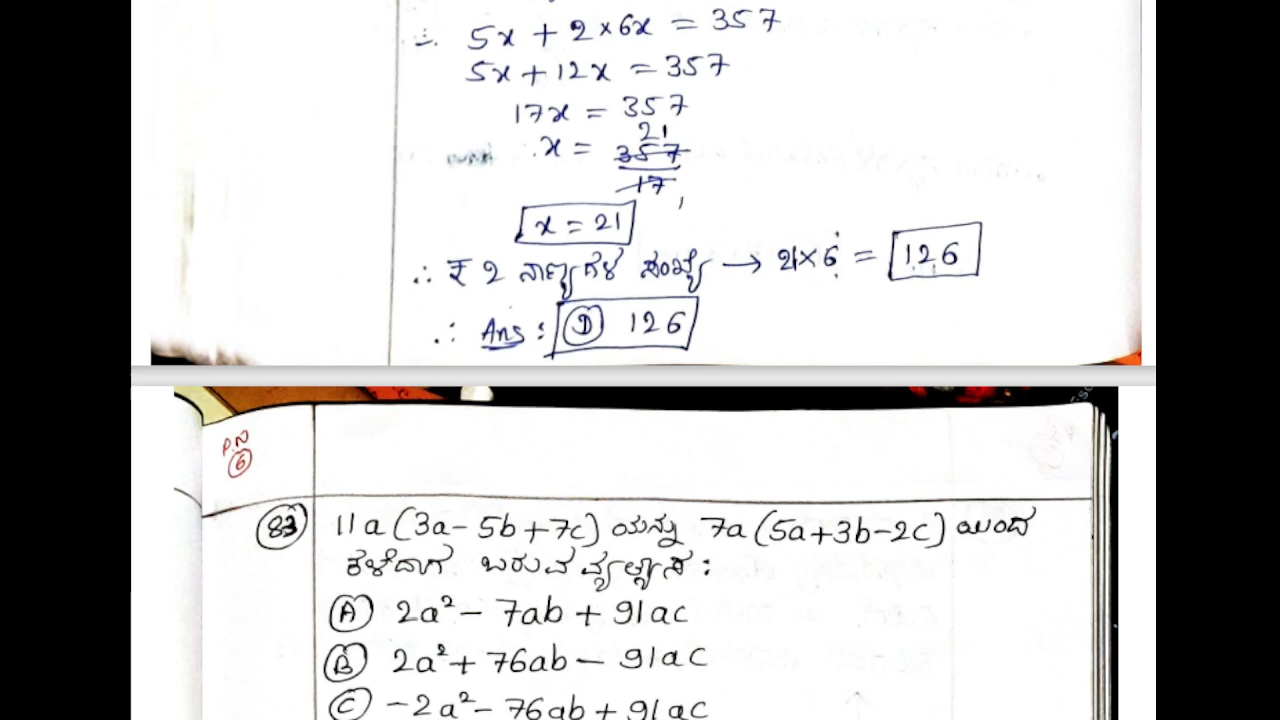 ∴ 5x + 2×6x = 357
5x + 12x = 357
17x = 357
21
x = 357
17
1
x = 21
∴ ₹ 2 ನಾಣ್ಯಗಳ ಸಂಖ್ಯೆ → 21×6 = 126
∴ Ans : D 126
P.N
6
83 11a (3a - 5b + 7c) ಯನ್ನು 7a (5a+3b-2c) ಯಿಂದ
ಕಳೆದಾಗ ಬರುವ ವ್ಯತ್ಯಾಸ :
A 2a² - 7ab + 91ac
B 2a² + 76ab - 91ac
C -2a² - 76ab + 91ac